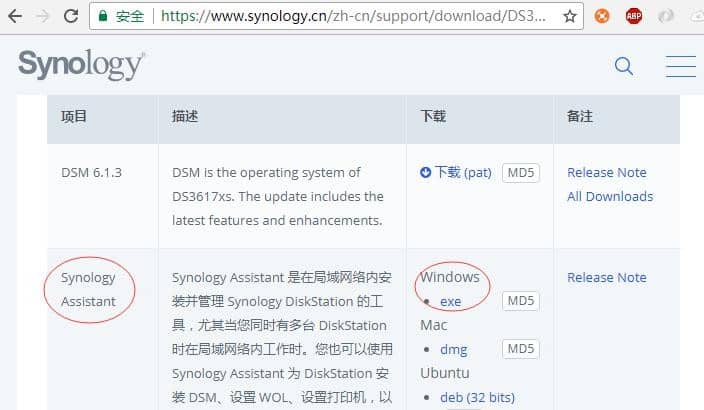 安全 https://www.synology.cn/zh-cn/support/download/DS3...
ABP
Synology
项目 描述 下载 备注
DSM 6.1.3 DSM is the operating system of 下载 (pat) MD5 Release Note
DS3617xs. The update includes the All Downloads
latest features and enhancements.
Synology Synology Assistant 是在局域网络内安 Windows Release Note
Assistant 装并管理 Synology DiskStation 的工 • exe MD5
具，尤其当您同时有多台 DiskStation Mac
时在局域网络内工作时。您也可以使用 • dmg MD5
Synology Assistant 为 DiskStation 安 Ubuntu
装 DSM、设置 WOL、设置打印机，以 • deb (32 bits)